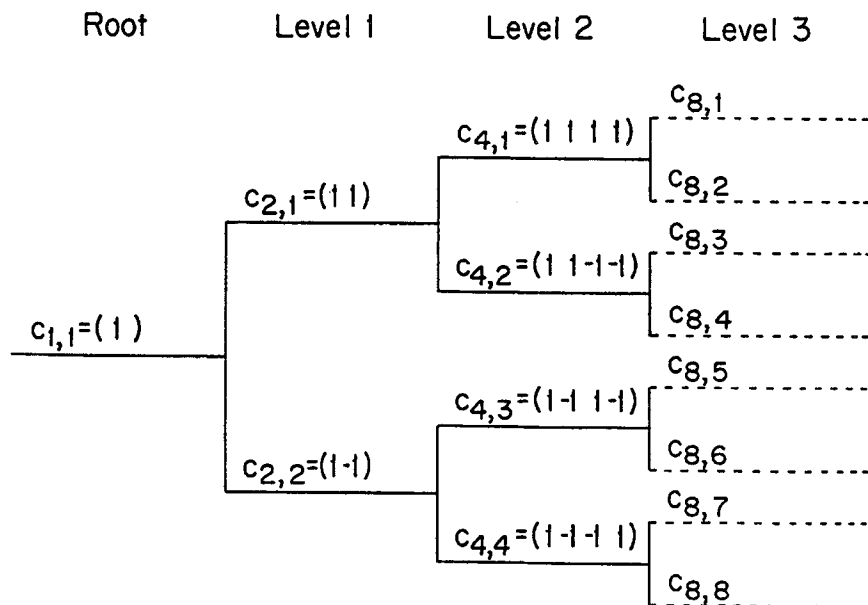 Root Level 1 Level 2 Level 3
c8,1
c4,1=(1 1 1 1)
c8,2
c2,1=(1 1)
c8,3
c4,2=(1 1-1-1)
c8,4
c1,1=(1)
c8,5
c4,3=(1-1 1-1)
c8,6
c2,2=(1-1)
c8,7
c4,4=(1-1-1 1)
c8,8